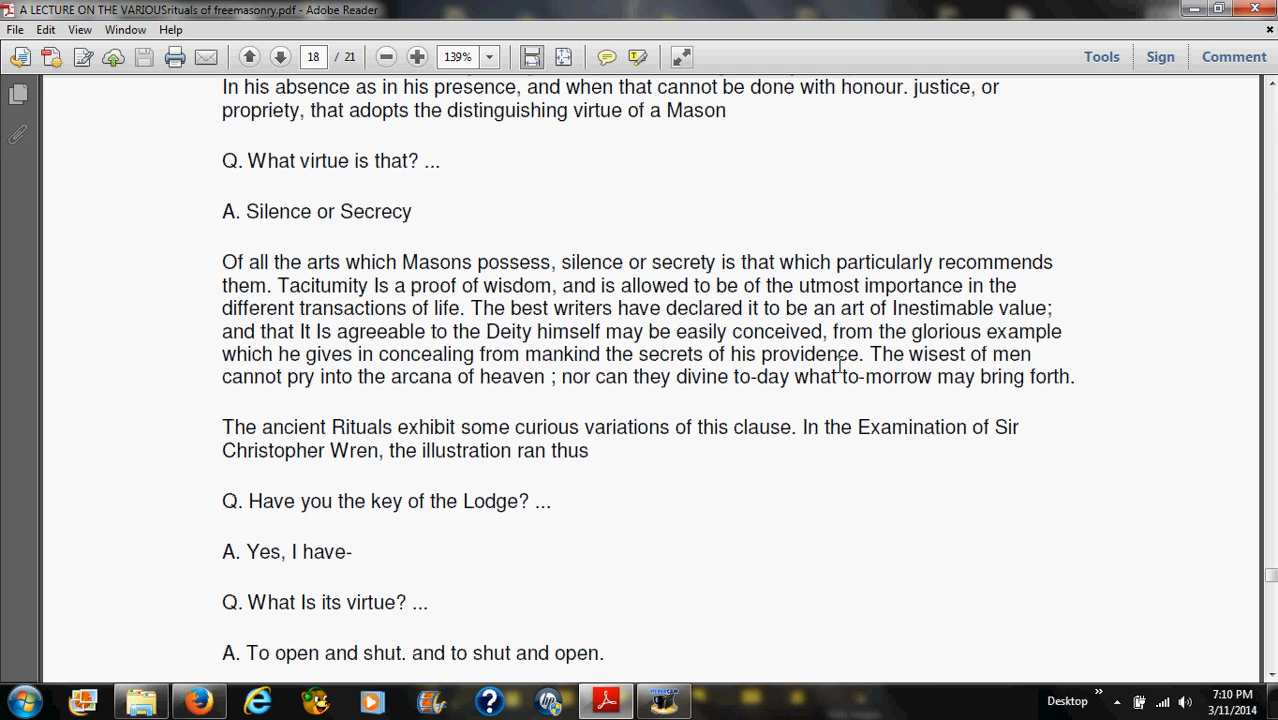 A LECTURE ON THE VARIOUSrituals of freemasonry.pdf - Adobe Reader
File Edit View Window Help
18 / 21 139% Tools Sign Comment
In his absence as in his presence, and when that cannot be done with honour. justice, or
propriety, that adopts the distinguishing virtue of a Mason
Q. What virtue is that? ...
A. Silence or Secrecy
Of all the arts which Masons possess, silence or secrety is that which particularly recommends
them. Tacitumity Is a proof of wisdom, and is allowed to be of the utmost importance in the
different transactions of life. The best writers have declared it to be an art of Inestimable value;
and that It Is agreeable to the Deity himself may be easily conceived, from the glorious example
which he gives in concealing from mankind the secrets of his providence. The wisest of men
cannot pry into the arcana of heaven ; nor can they divine to-day what to-morrow may bring forth.
The ancient Rituals exhibit some curious variations of this clause. In the Examination of Sir
Christopher Wren, the illustration ran thus
Q. Have you the key of the Lodge? ...
A. Yes, I have-
Q. What Is its virtue? ...
A. To open and shut. and to shut and open.
Desktop 7:10 PM
3/11/2014